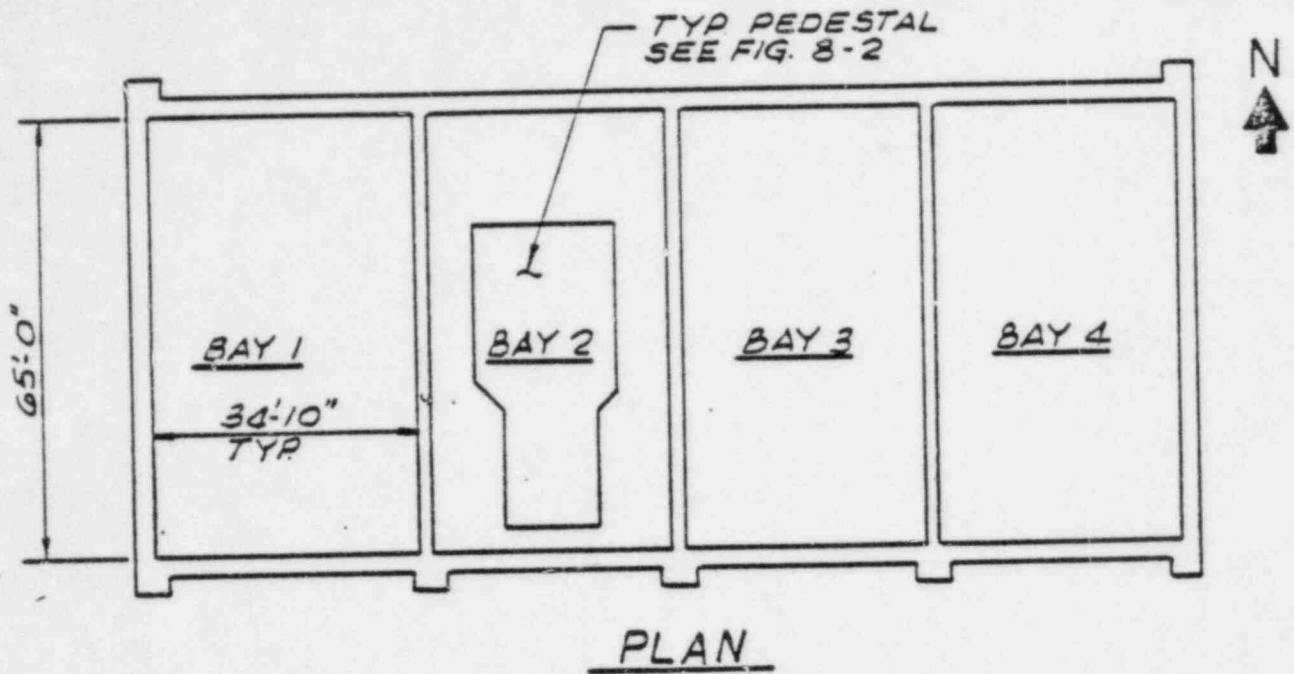 TYP. PEDESTAL
SEE FIG. 8-2
N
65'-0"
BAY 1
BAY 2
BAY 3
BAY 4
34'-10"
TYP.
PLAN